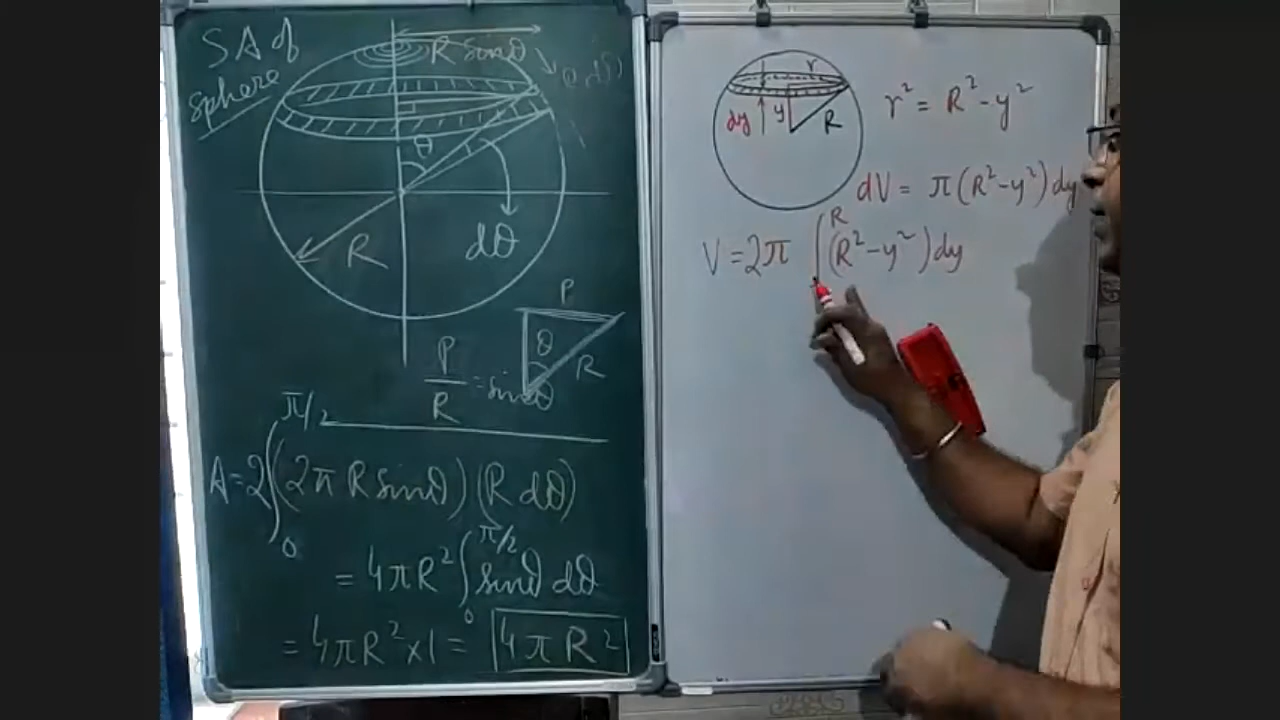 SA of
sphere
R sinθ
θ
R
dθ
P
θ
R
P/R = sinθ
A = 2∫₀^π/2 (2πR sinθ)(R dθ)
= 4πR² ∫₀^π/2 sinθ dθ
= 4πR² × 1 = 4πR²
r
dy
y
R
r² = R² - y²
dV = π(R² - y²)dy
V = 2π ∫^R (R² - y²)dy